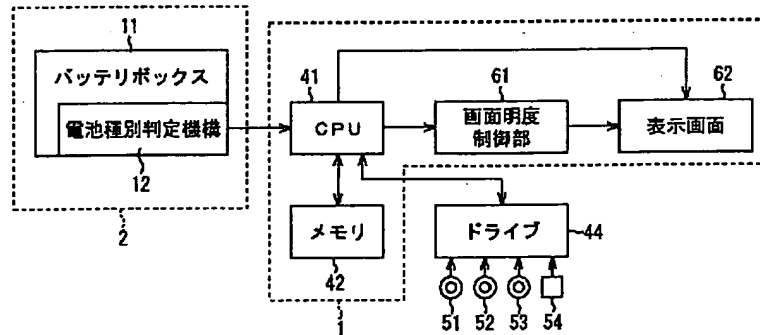 11
バッテリボックス
電池種別判定機構
12
2
41
CPU
61
画面明度
制御部
62
表示画面
メモリ
42
1
ドライブ
44
51
52
53
54